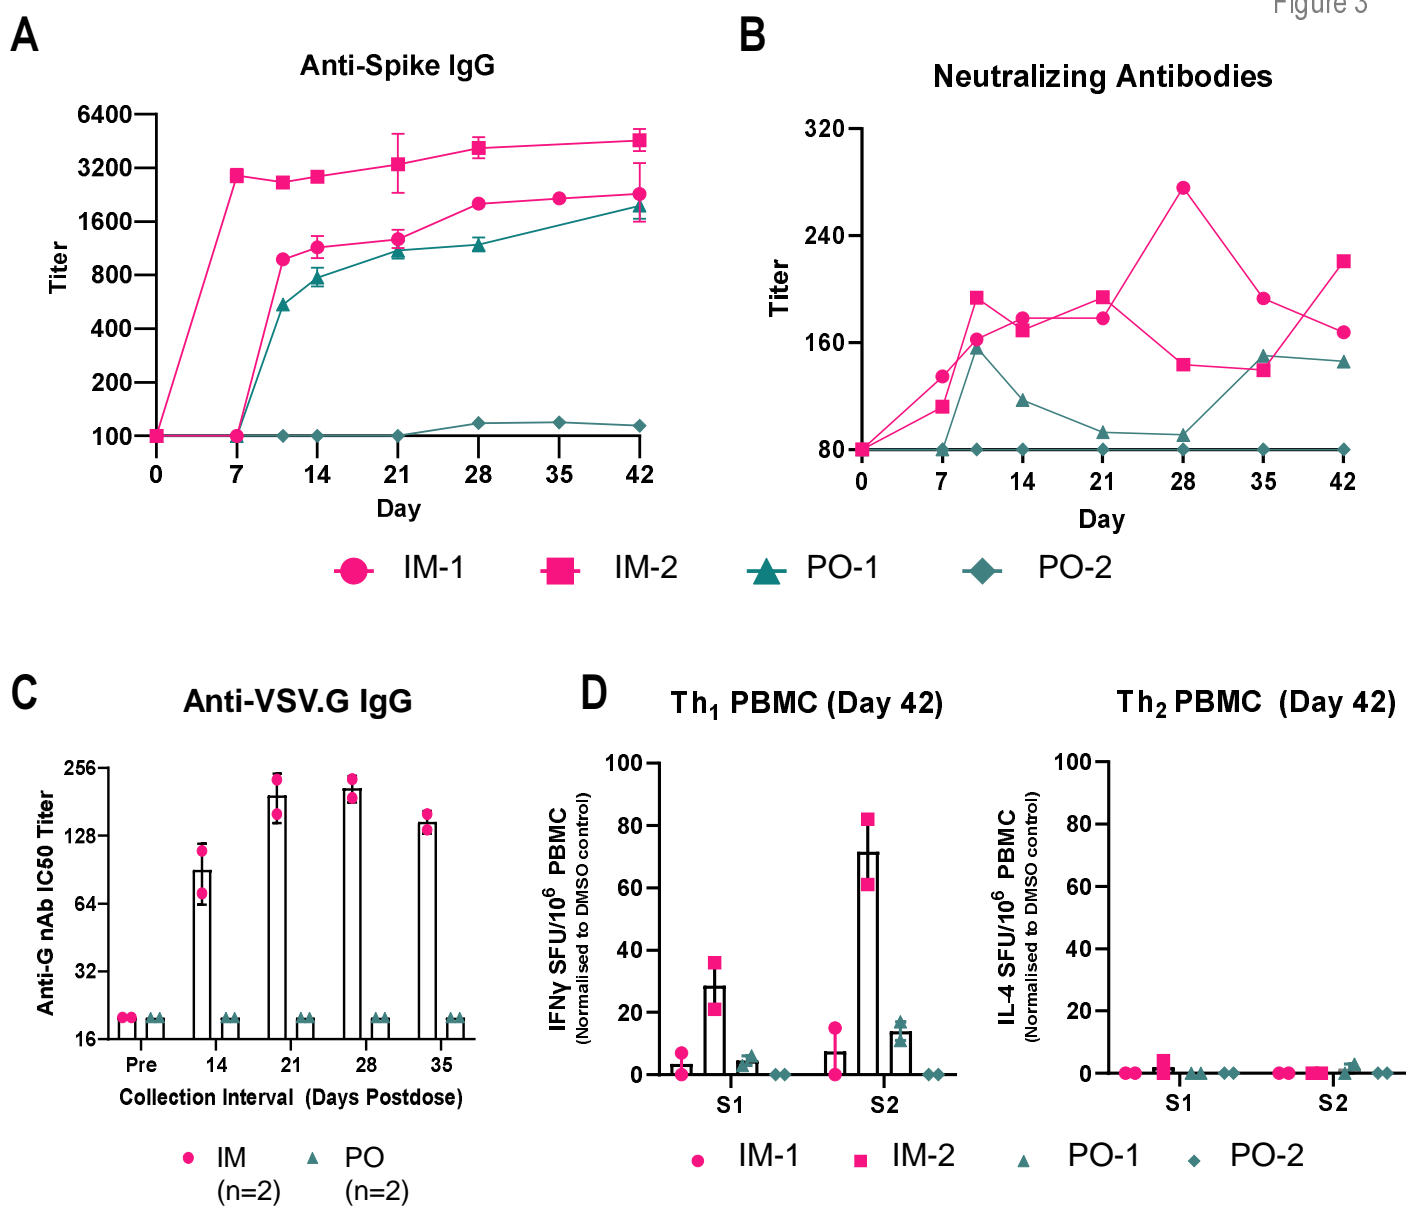 Figure 3
A
Anti-Spike IgG
6400
3200
1600
800
400
200
100
Titer
0 7 14 21 28 35 42
Day
B
Neutralizing Antibodies
320
240
160
80
Titer
0 7 14 21 28 35 42
Day
IM-1 IM-2 PO-1 PO-2
C
Anti-VSV.G IgG
256
128
64
32
16
Anti-G nAb IC50 Titer
Pre 14 21 28 35
Collection Interval (Days Postdose)
IM PO
(n=2) (n=2)
D
Th1 PBMC (Day 42)
100
80
60
40
20
0
IFNγ SFU/10^6 PBMC
(Normalised to DMSO control)
S1 S2
Th2 PBMC (Day 42)
100
80
60
40
20
0
IL-4 SFU/10^6 PBMC
(Normalised to DMSO control)
S1 S2
IM-1 IM-2 PO-1 PO-2